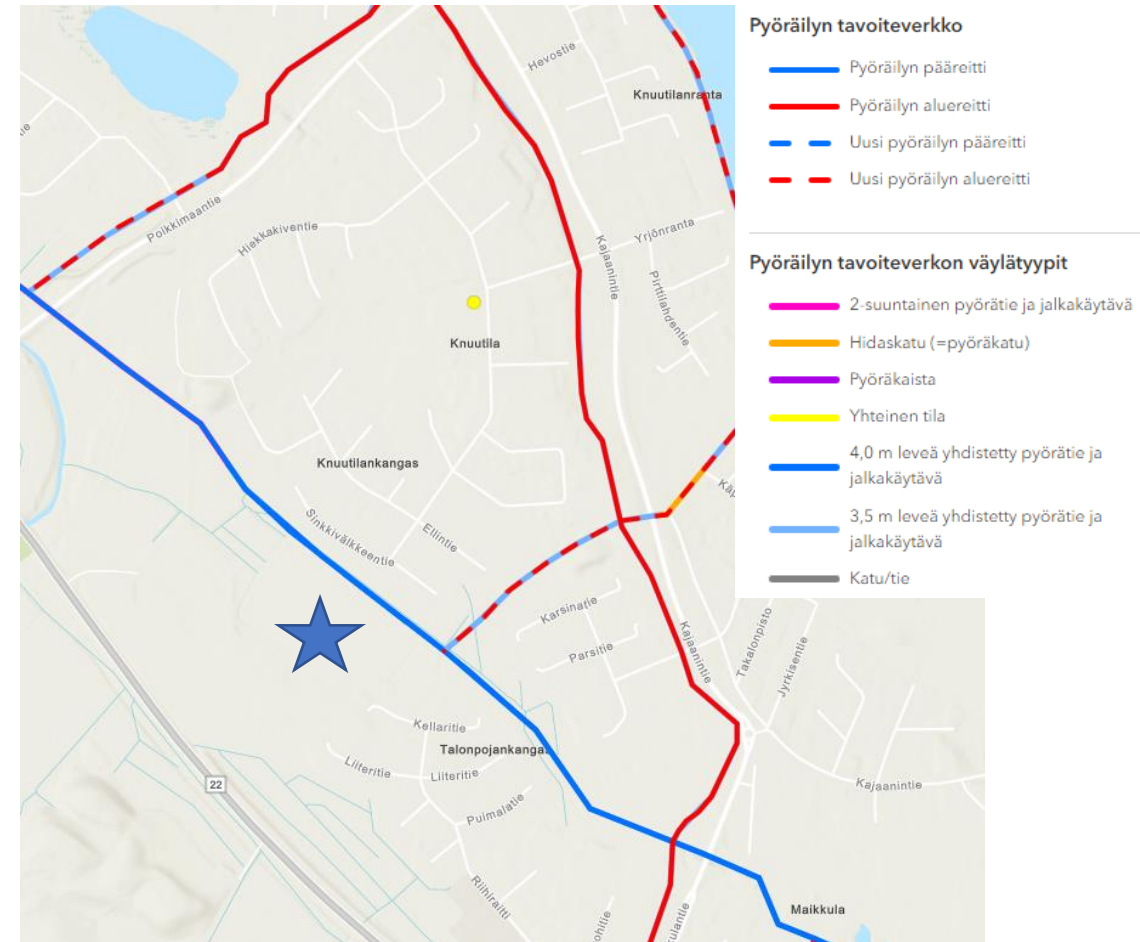 Pyöräilyn tavoiteverkko
Pyöräilyn pääreitti
Pyöräilyn aluereitti
Uusi pyöräilyn pääreitti
Uusi pyöräilyn aluereitti
Pyöräilyn tavoiteverkon väylätyypit
2-suuntainen pyörätie ja jalkakäytävä
Hidaskatu (=pyöräkatu)
Pyöräkaista
Yhteinen tila
4,0 m leveä yhdistetty pyörätie ja
jalkakäytävä
3,5 m leveä yhdistetty pyörätie ja
jalkakäytävä
Katu/tie
Hevostie
Knuutilanranta
Poikkimaantie
Hiekkakiventie
Yrjönranta
Kajaanintie
Pirttilahdentie
Knuutila
Knuutilankangas
Sinkkivälkkeentie
Ellintie
Karsinatie
Parsitie
Kajaanintie
Takalonpisto
Jyrkisentie
Kellaritie
Talonpojankangas
Liiteritie
Liiteritie
22
Puimalatie
Kajaanintie
Riihiraitti
Maikkula